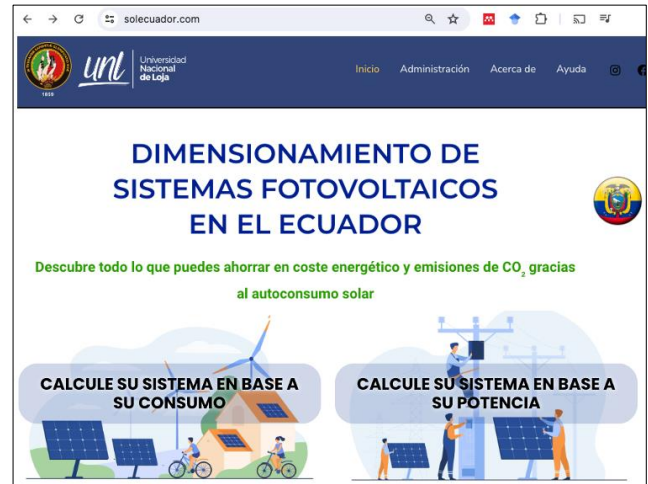 solecuador.com
1859
unl
Universidad
Nacional
de Loja
Inicio Administración Acerca de Ayuda
DIMENSIONAMIENTO DE
SISTEMAS FOTOVOLTAICOS
EN EL ECUADOR
Descubre todo lo que puedes ahorrar en coste energético y emisiones de CO₂ gracias
al autoconsumo solar
CALCULE SU SISTEMA EN BASE A
SU CONSUMO
CALCULE SU SISTEMA EN BASE A
SU POTENCIA